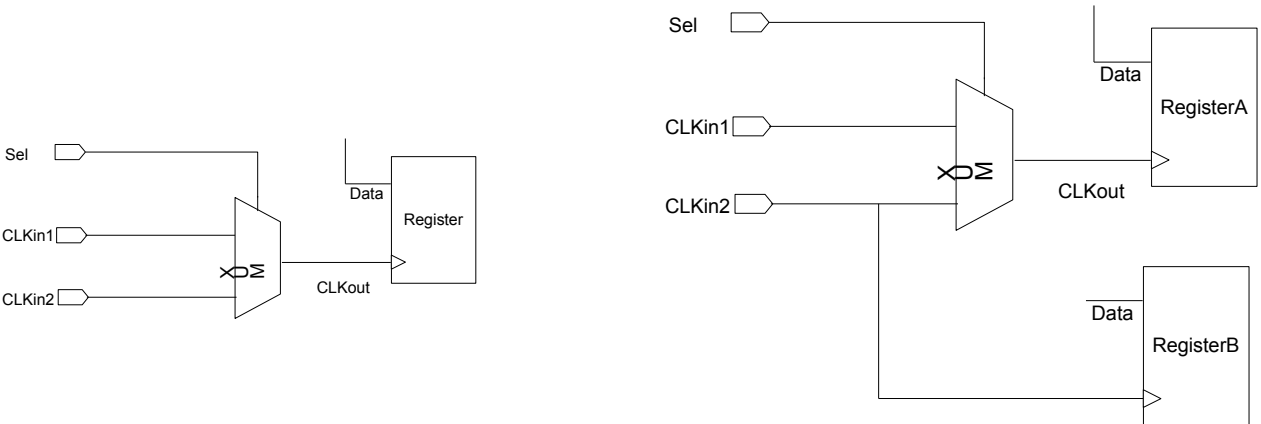 Sel
CLKin1
CLKin2
MUX
Data
Register
CLKout
Sel
CLKin1
CLKin2
MUX
Data
RegisterA
CLKout
Data
RegisterB